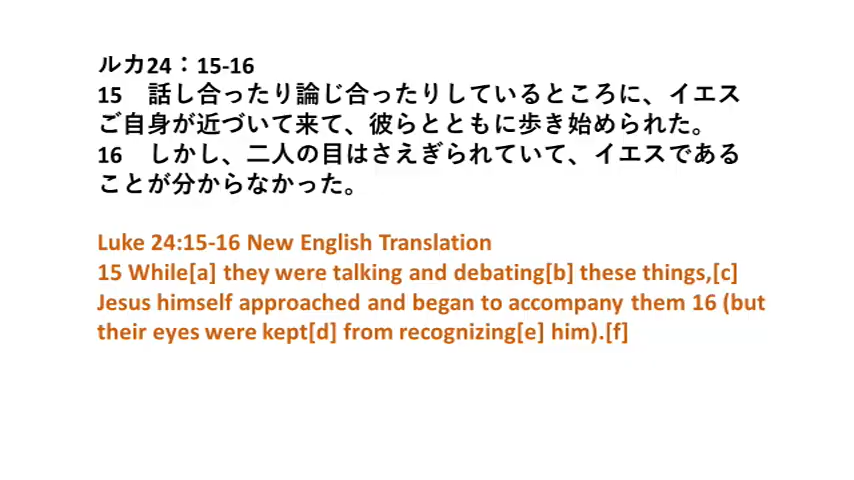 ルカ24：15-16
15　話し合ったり論じ合ったりしているところに、イエス
ご自身が近づいて来て、彼らとともに歩き始められた。
16　しかし、二人の目はさえぎられていて、イエスである
ことが分からなかった。
Luke 24:15-16 New English Translation
15 While[a] they were talking and debating[b] these things,[c]
Jesus himself approached and began to accompany them 16 (but
their eyes were kept[d] from recognizing[e] him).[f]